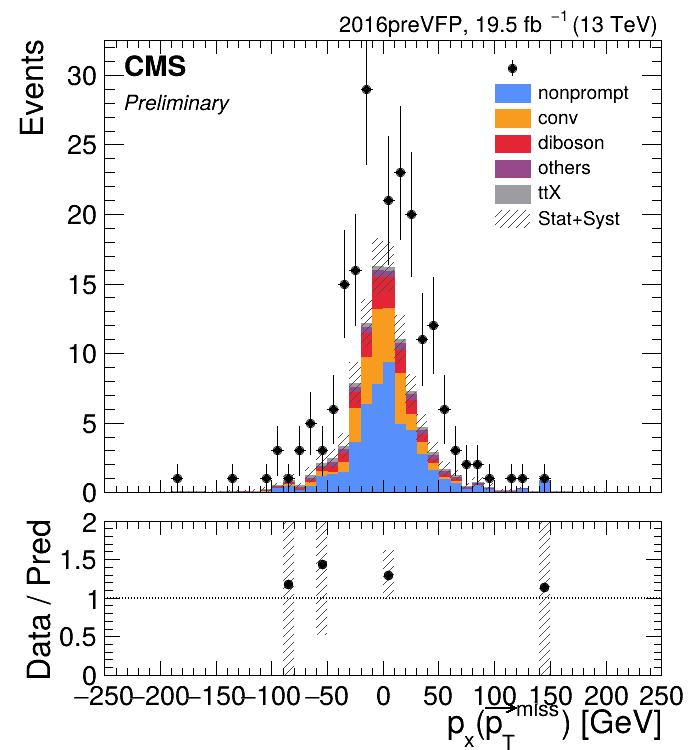 2016preVFP, 19.5 fb⁻¹ (13 TeV)
CMS
Preliminary
Events
30
25
20
15
10
5
0
nonprompt
conv
diboson
others
ttX
Stat+Syst
Data / Pred
2
1.5
1
0.5
0
−250 −200 −150 −100 −50 0 50 100 150 200 250
pₓ(p⃗_T^miss) [GeV]